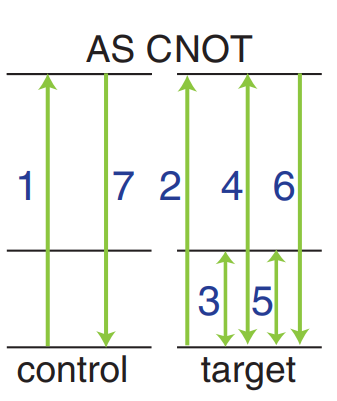 AS CNOT
1 7 2 4 6
3 5
control target